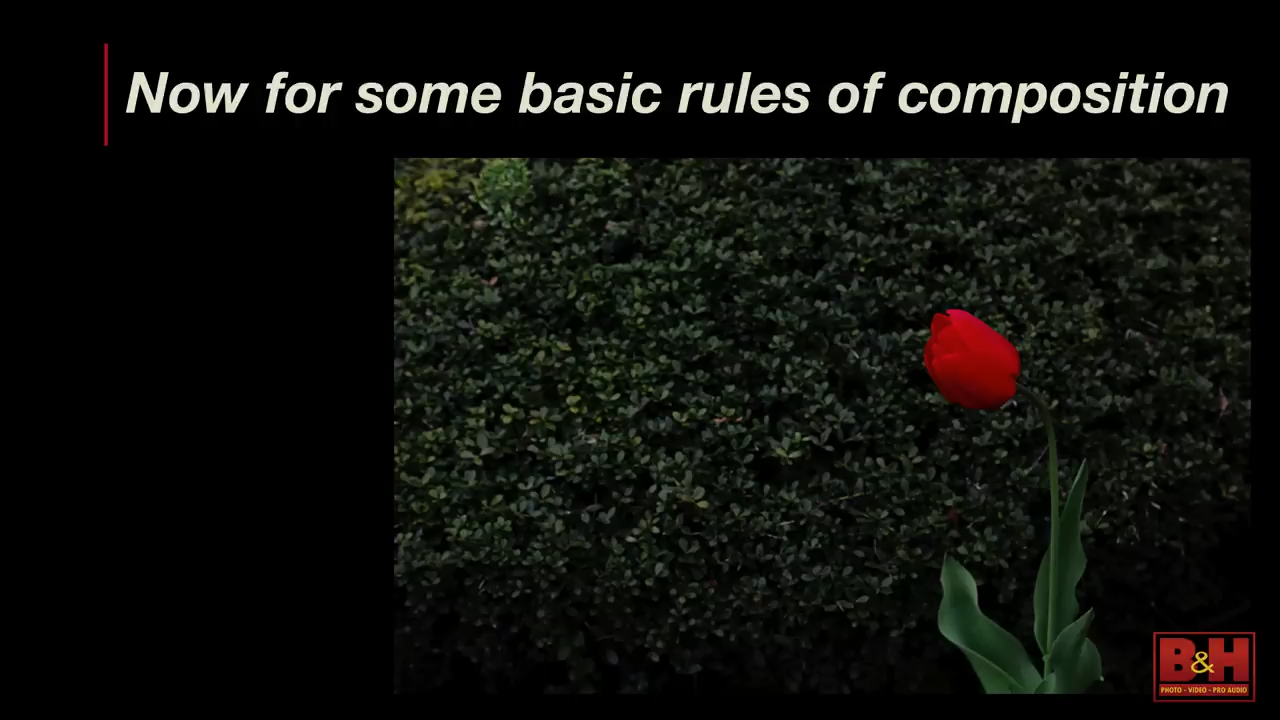 Now for some basic rules of composition
B&H
PHOTO - VIDEO - PRO AUDIO